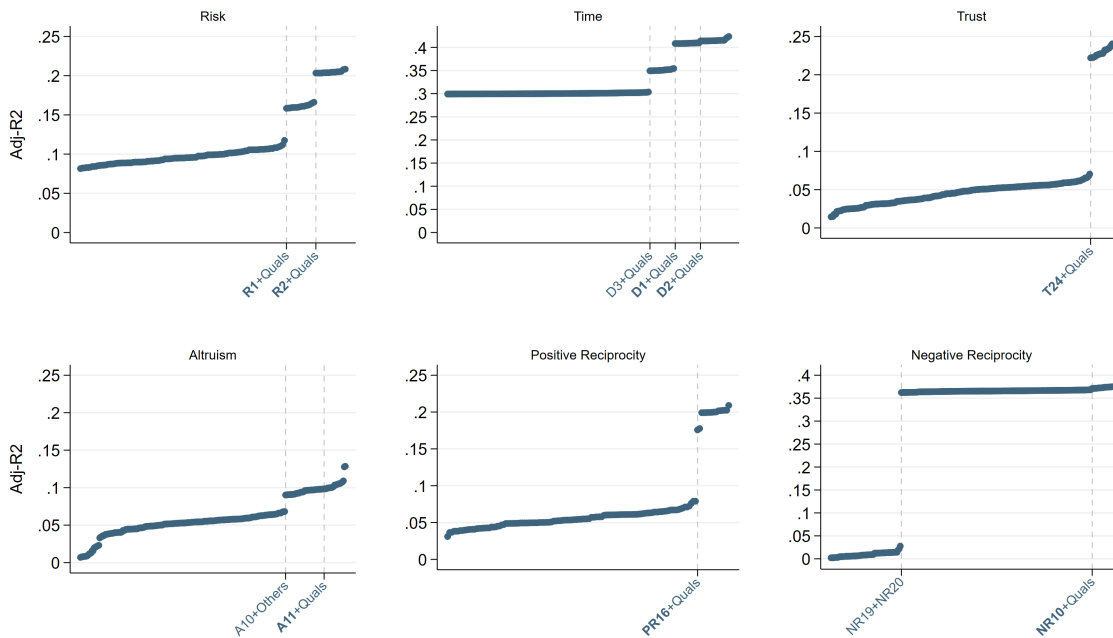 Risk
Time
Trust
Adj-R2
.25
.2
.15
.1
.05
0
R1+Quals
R2+Quals
.4
.35
.3
.25
.2
.15
.1
.05
0
D3+Quals
D1+Quals
D2+Quals
.25
.2
.15
.1
.05
0
T24+Quals
Altruism
Positive Reciprocity
Negative Reciprocity
Adj-R2
.25
.2
.15
.1
.05
0
A10+Others
A11+Quals
.25
.2
.15
.1
.05
0
PR16+Quals
.4
.35
.3
.25
.2
.15
.1
.05
0
NR19+NR20
NR10+Quals